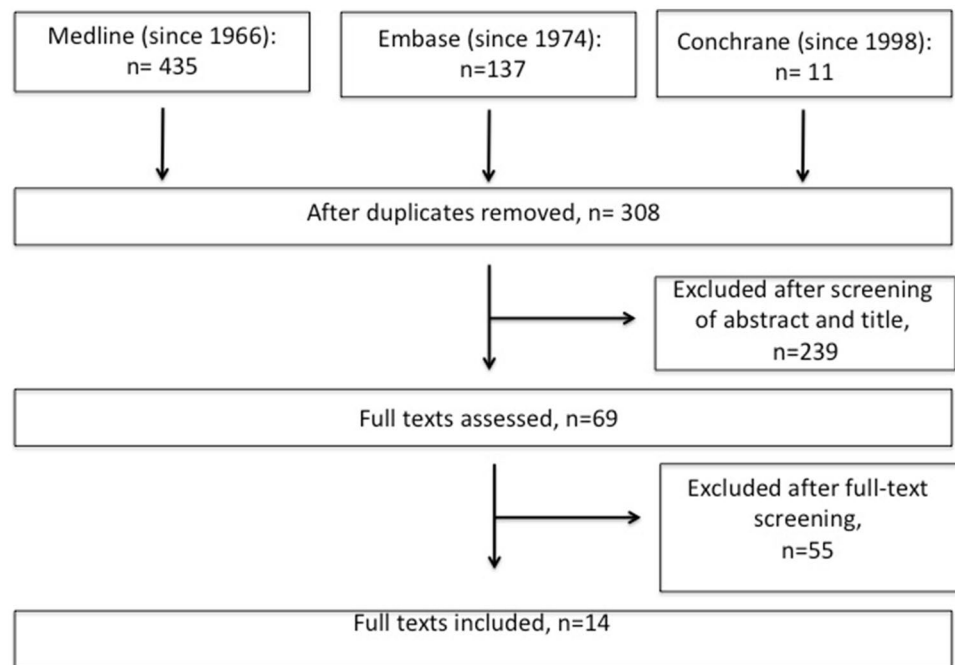 Medline (since 1966):
n= 435
Embase (since 1974):
n=137
Conchrane (since 1998):
n= 11
After duplicates removed, n= 308
Excluded after screening
of abstract and title,
n=239
Full texts assessed, n=69
Excluded after full-text
screening,
n=55
Full texts included, n=14